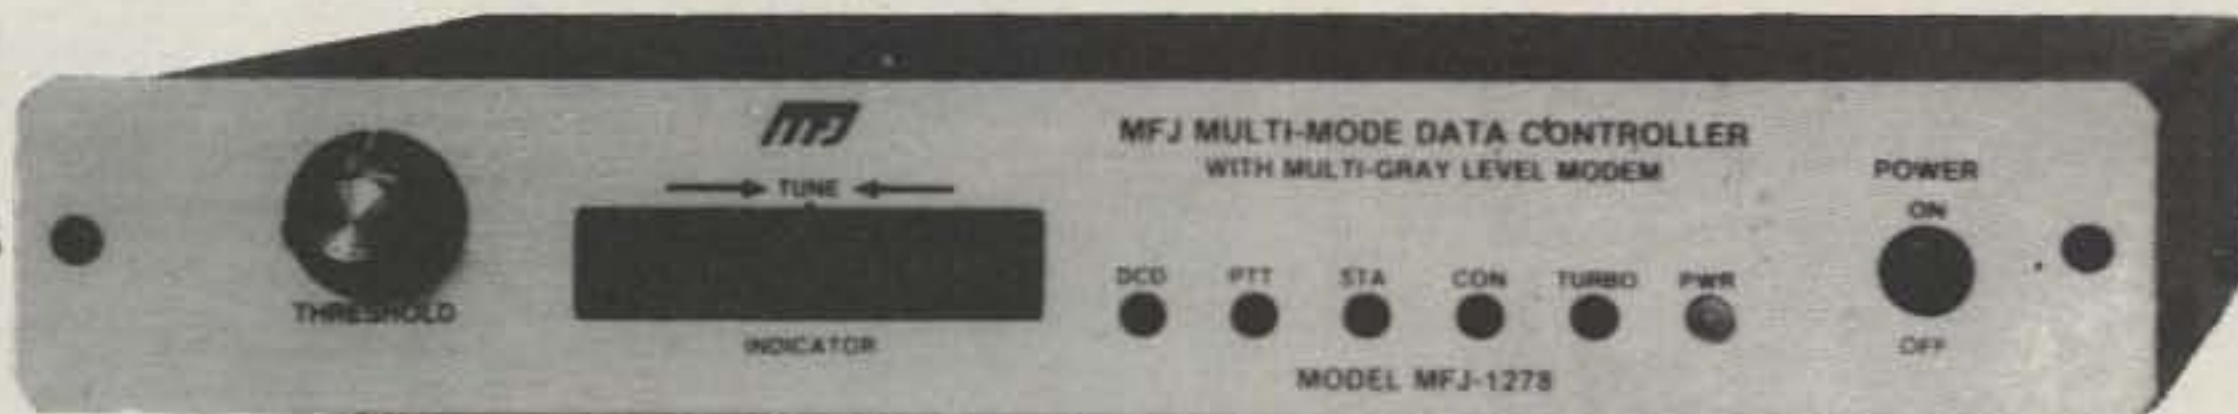 MFJ
MFJ MULTI-MODE DATA CONTROLLER
WITH MULTI-GRAY LEVEL MODEM
TUNE
POWER
ON
OFF
DCD PTT STA CON TURBO PWR
THRESHOLD
INDICATOR
MODEL MFJ-1278